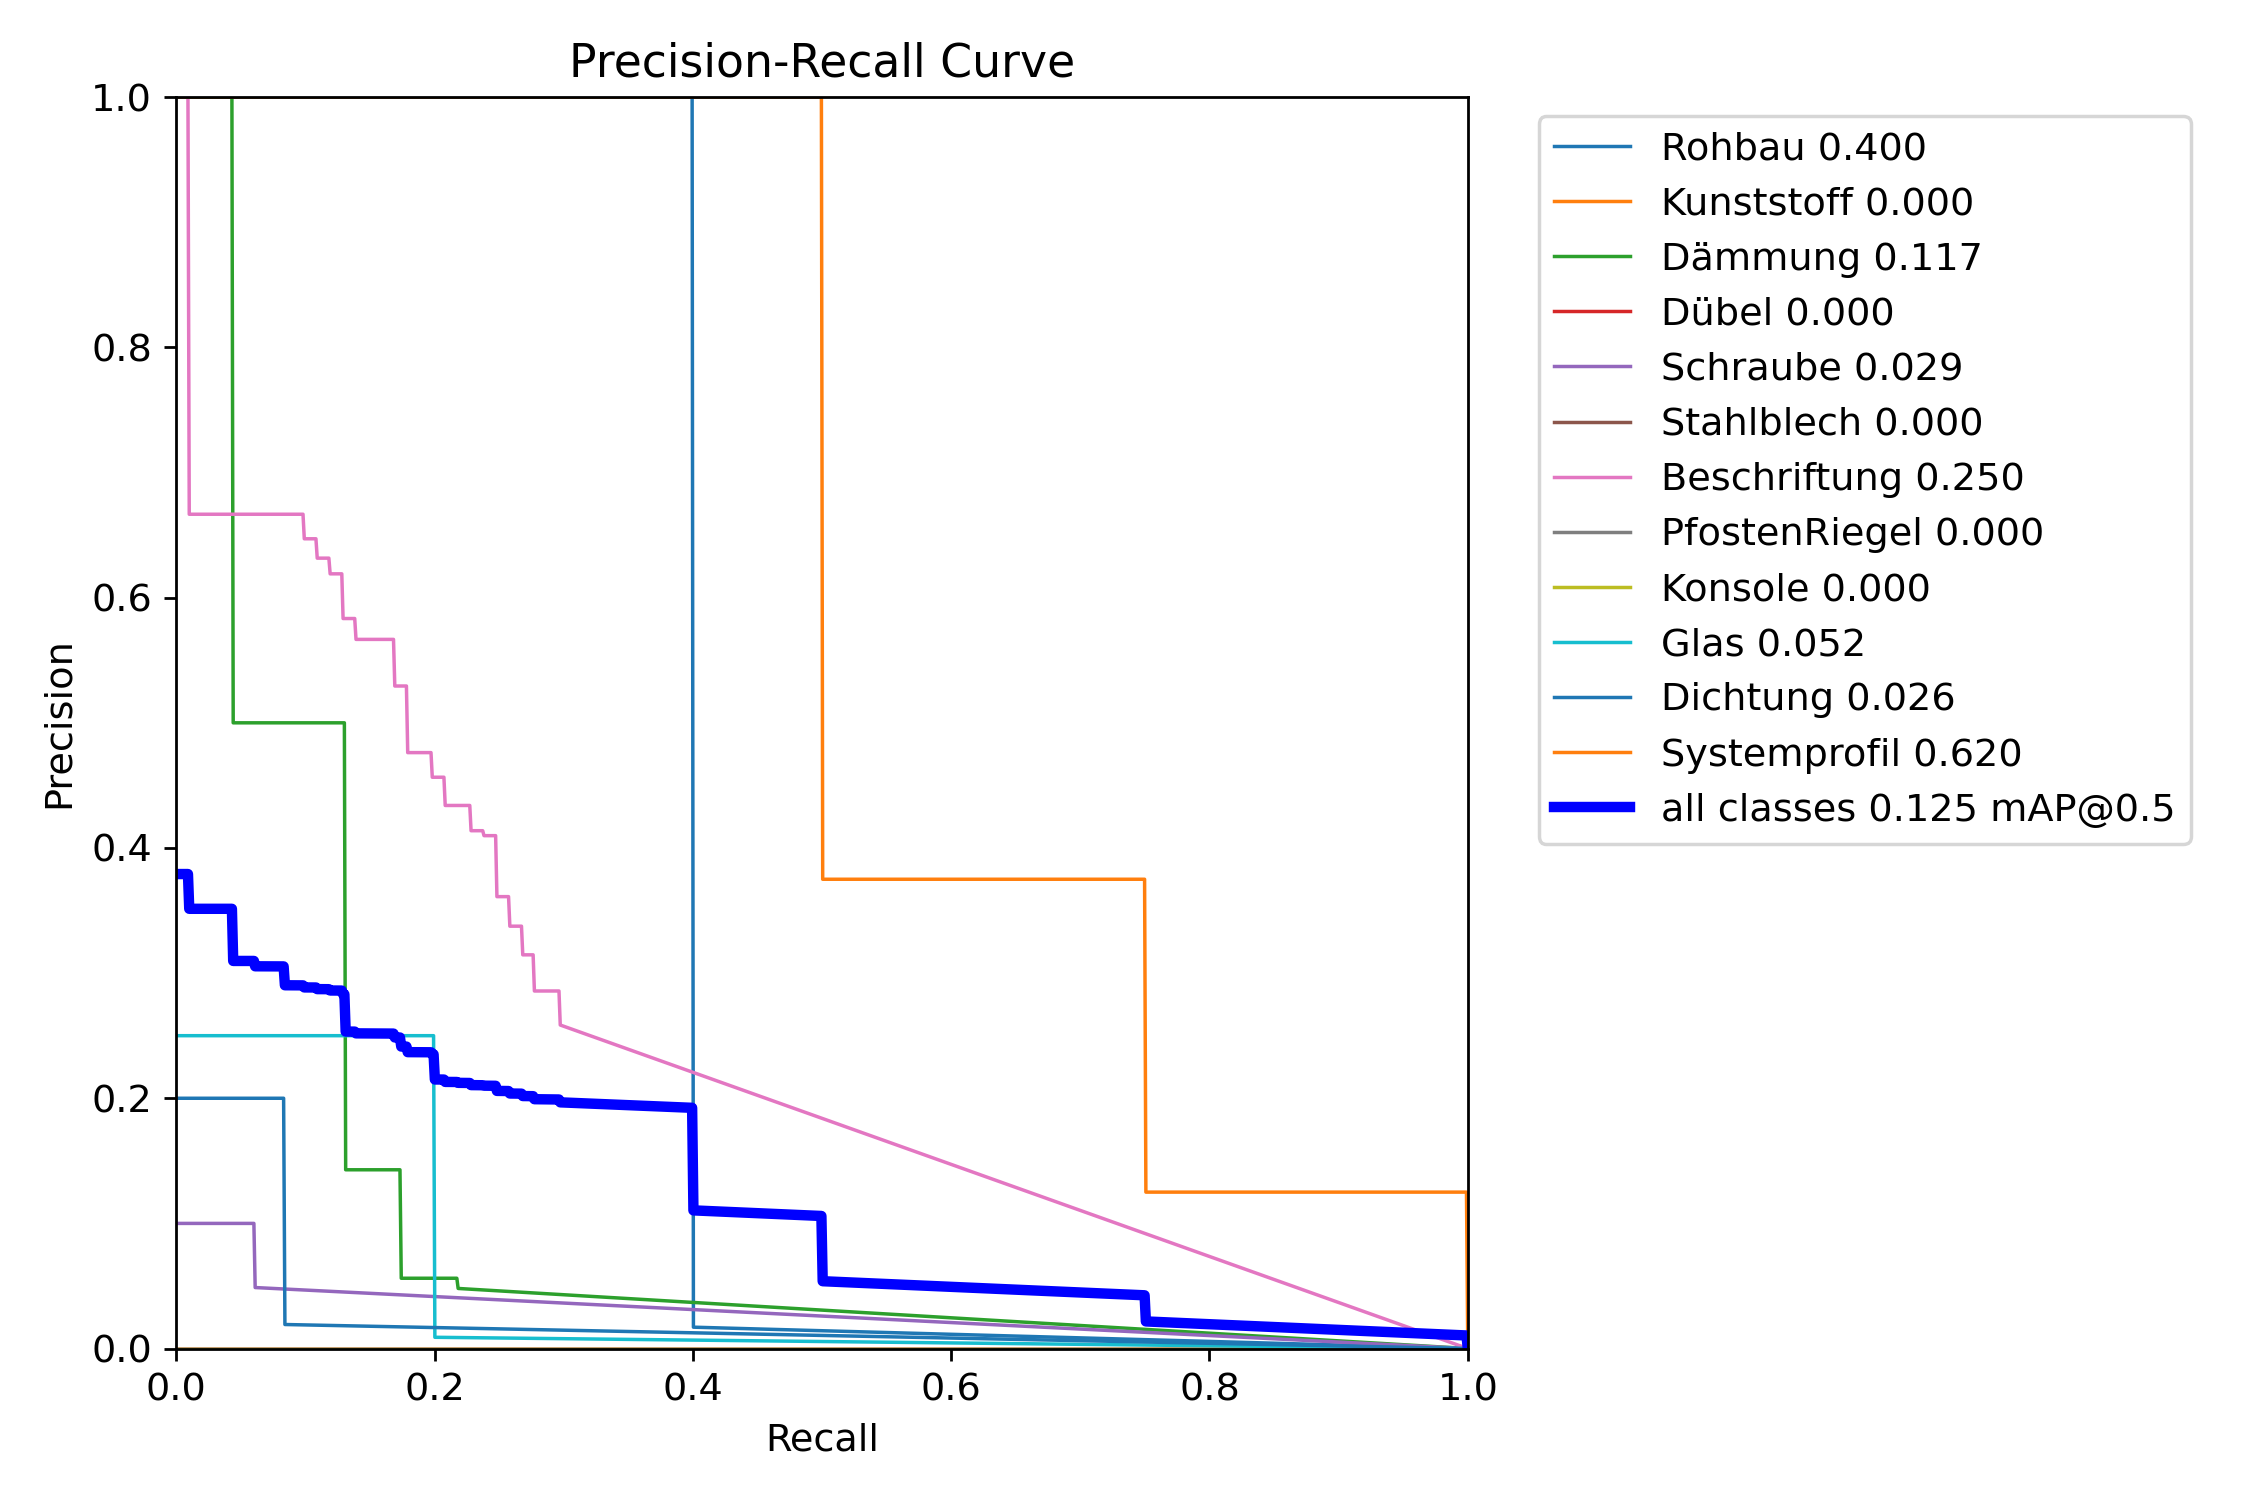 Precision-Recall Curve
1.0
0.8
0.6
0.4
0.2
0.0
Precision
0.0 0.2 0.4 0.6 0.8 1.0
Recall
Rohbau 0.400
Kunststoff 0.000
Dämmung 0.117
Dübel 0.000
Schraube 0.029
Stahlblech 0.000
Beschriftung 0.250
PfostenRiegel 0.000
Konsole 0.000
Glas 0.052
Dichtung 0.026
Systemprofil 0.620
all classes 0.125 mAP@0.5